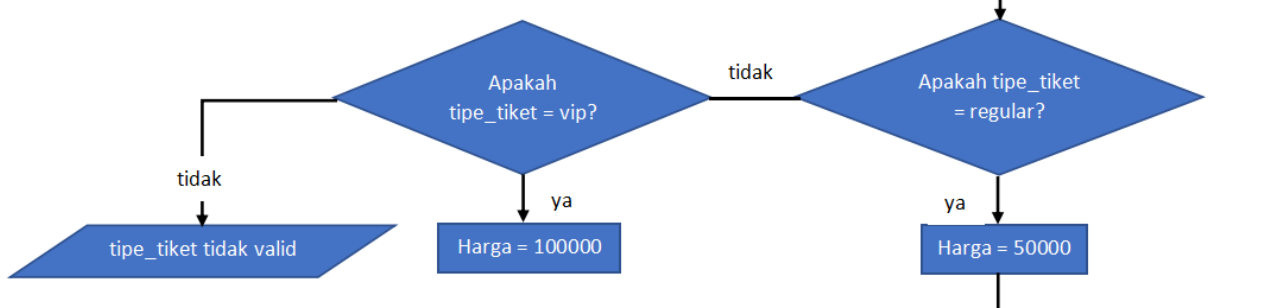 Apakah
tipe_tiket = vip?
tidak
Apakah tipe_tiket
= regular?
tidak
ya
ya
tipe_tiket tidak valid
Harga = 100000
Harga = 50000